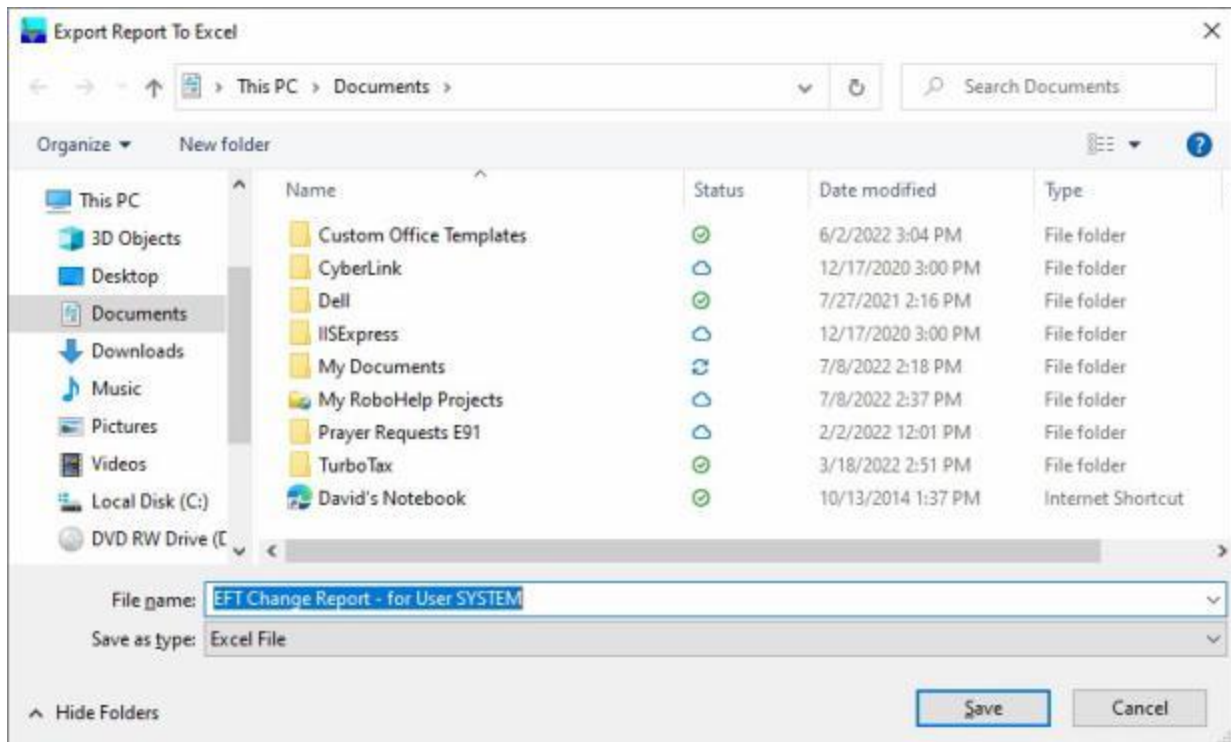 Export Report To Excel
This PC > Documents >
Search Documents
Organize New folder
Name Status Date modified Type
This PC
3D Objects
Desktop
Documents
Downloads
Music
Pictures
Videos
Local Disk (C:)
DVD RW Drive (D
Custom Office Templates 6/2/2022 3:04 PM File folder
CyberLink 12/17/2020 3:00 PM File folder
Dell 7/27/2021 2:16 PM File folder
IISExpress 12/17/2020 3:00 PM File folder
My Documents 7/8/2022 2:18 PM File folder
My RoboHelp Projects 7/8/2022 2:37 PM File folder
Prayer Requests E91 2/2/2022 12:01 PM File folder
TurboTax 3/18/2022 2:51 PM File folder
David's Notebook 10/13/2014 1:37 PM Internet Shortcut
File name: EFT Change Report - for User SYSTEM
Save as type: Excel File
Hide Folders Save Cancel